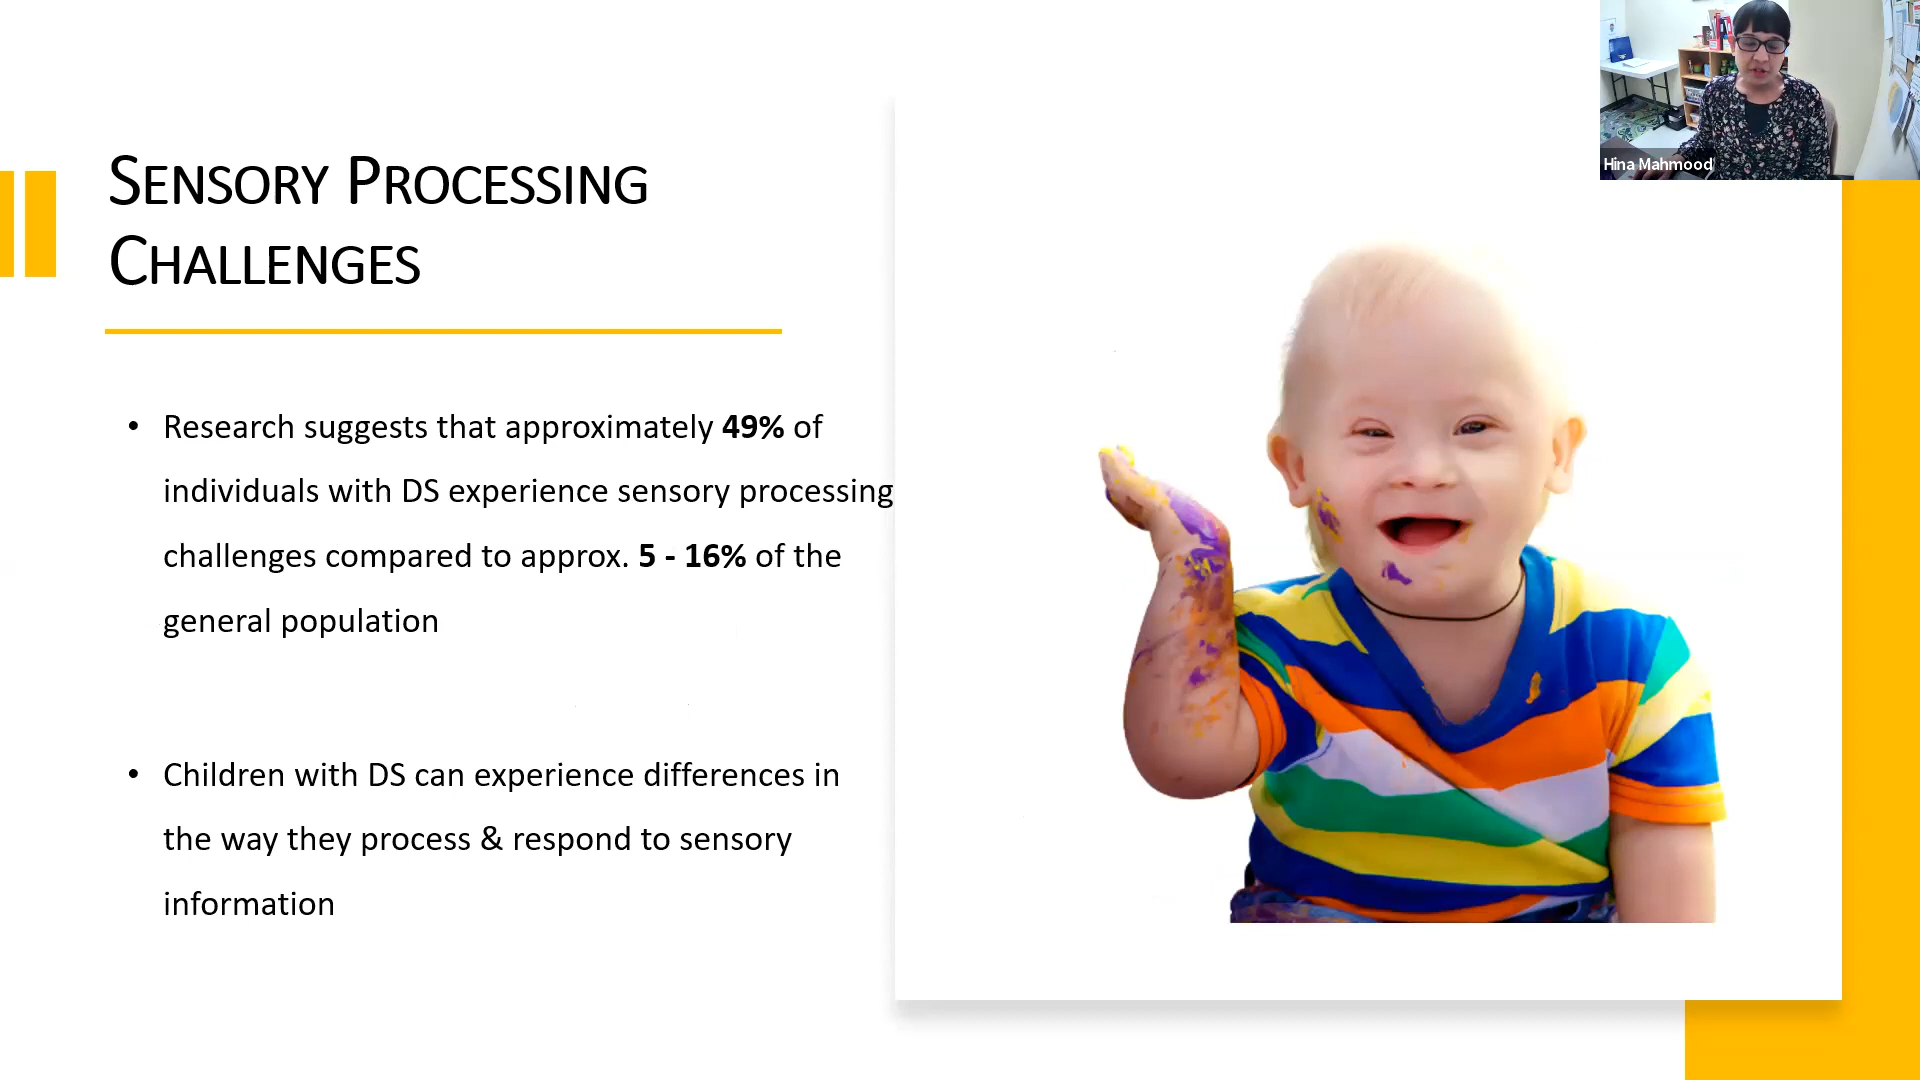 Hina Mahmood
SENSORY PROCESSING
CHALLENGES
• Research suggests that approximately 49% of
individuals with DS experience sensory processing
challenges compared to approx. 5 - 16% of the
general population
• Children with DS can experience differences in
the way they process & respond to sensory
information